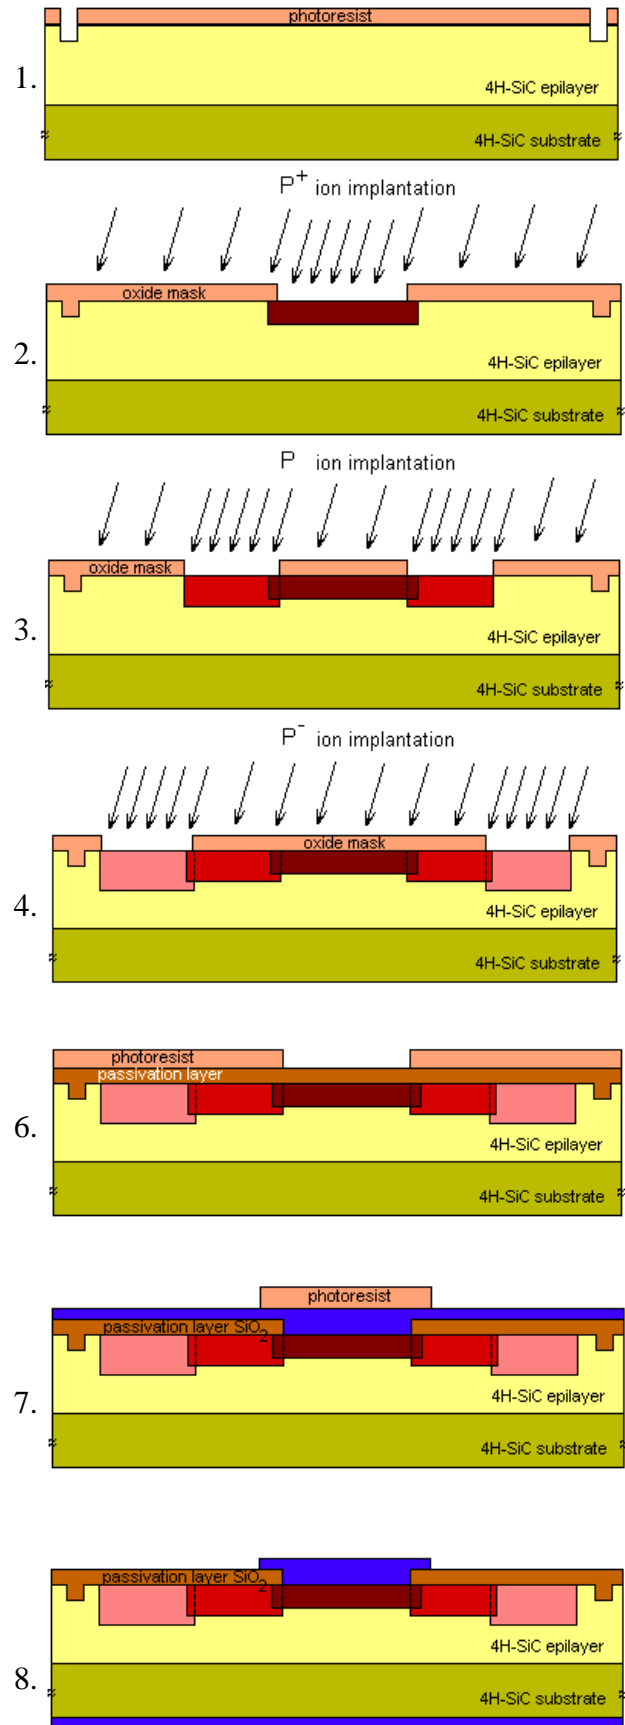 photoresist
1.
4H-SiC epilayer
4H-SiC substrate
P+ ion implantation
oxide mask
2.
4H-SiC epilayer
4H-SiC substrate
P ion implantation
oxide mask
3.
4H-SiC epilayer
4H-SiC substrate
P- ion implantation
oxide mask
4.
4H-SiC epilayer
4H-SiC substrate
photoresist
passivation layer
6.
4H-SiC epilayer
4H-SiC substrate
photoresist
passivation layer SiO2
7.
4H-SiC epilayer
4H-SiC substrate
passivation layer SiO2
4H-SiC epilayer
8.
4H-SiC substrate